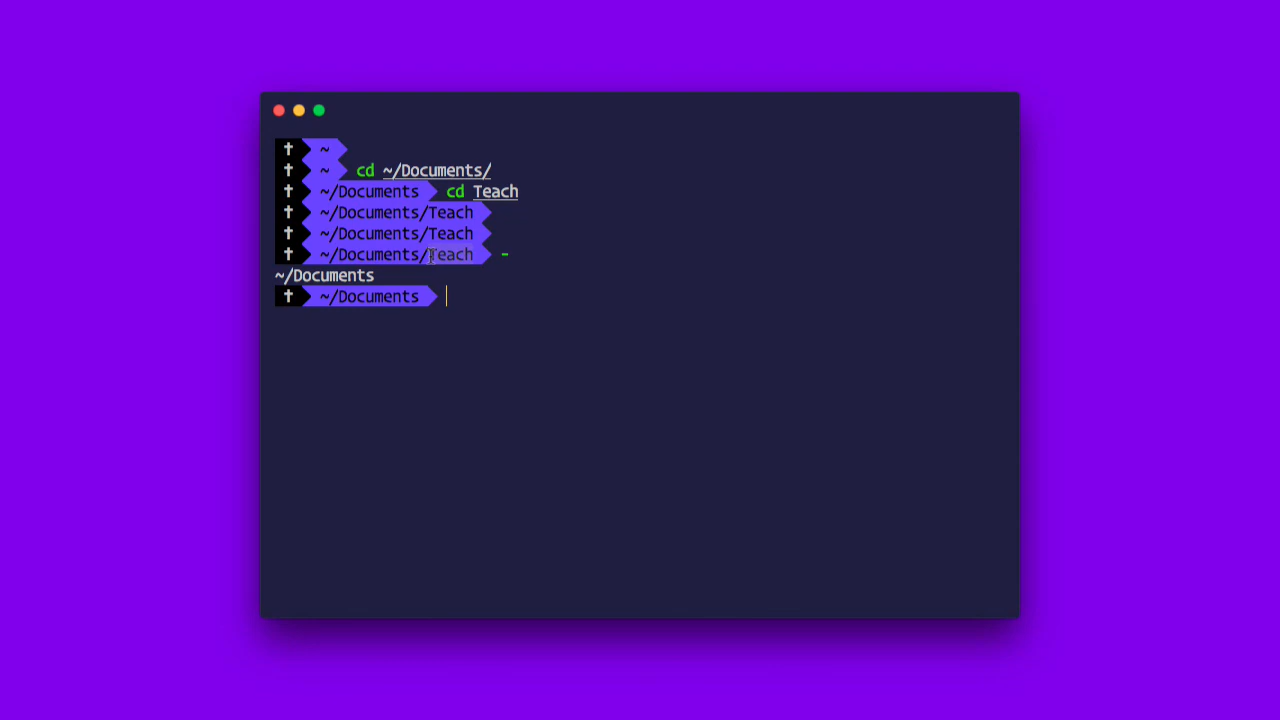 † ~
† ~ cd ~/Documents/
† ~/Documents cd Teach
† ~/Documents/Teach
† ~/Documents/Teach
† ~/Documents/Teach -
~/Documents
† ~/Documents